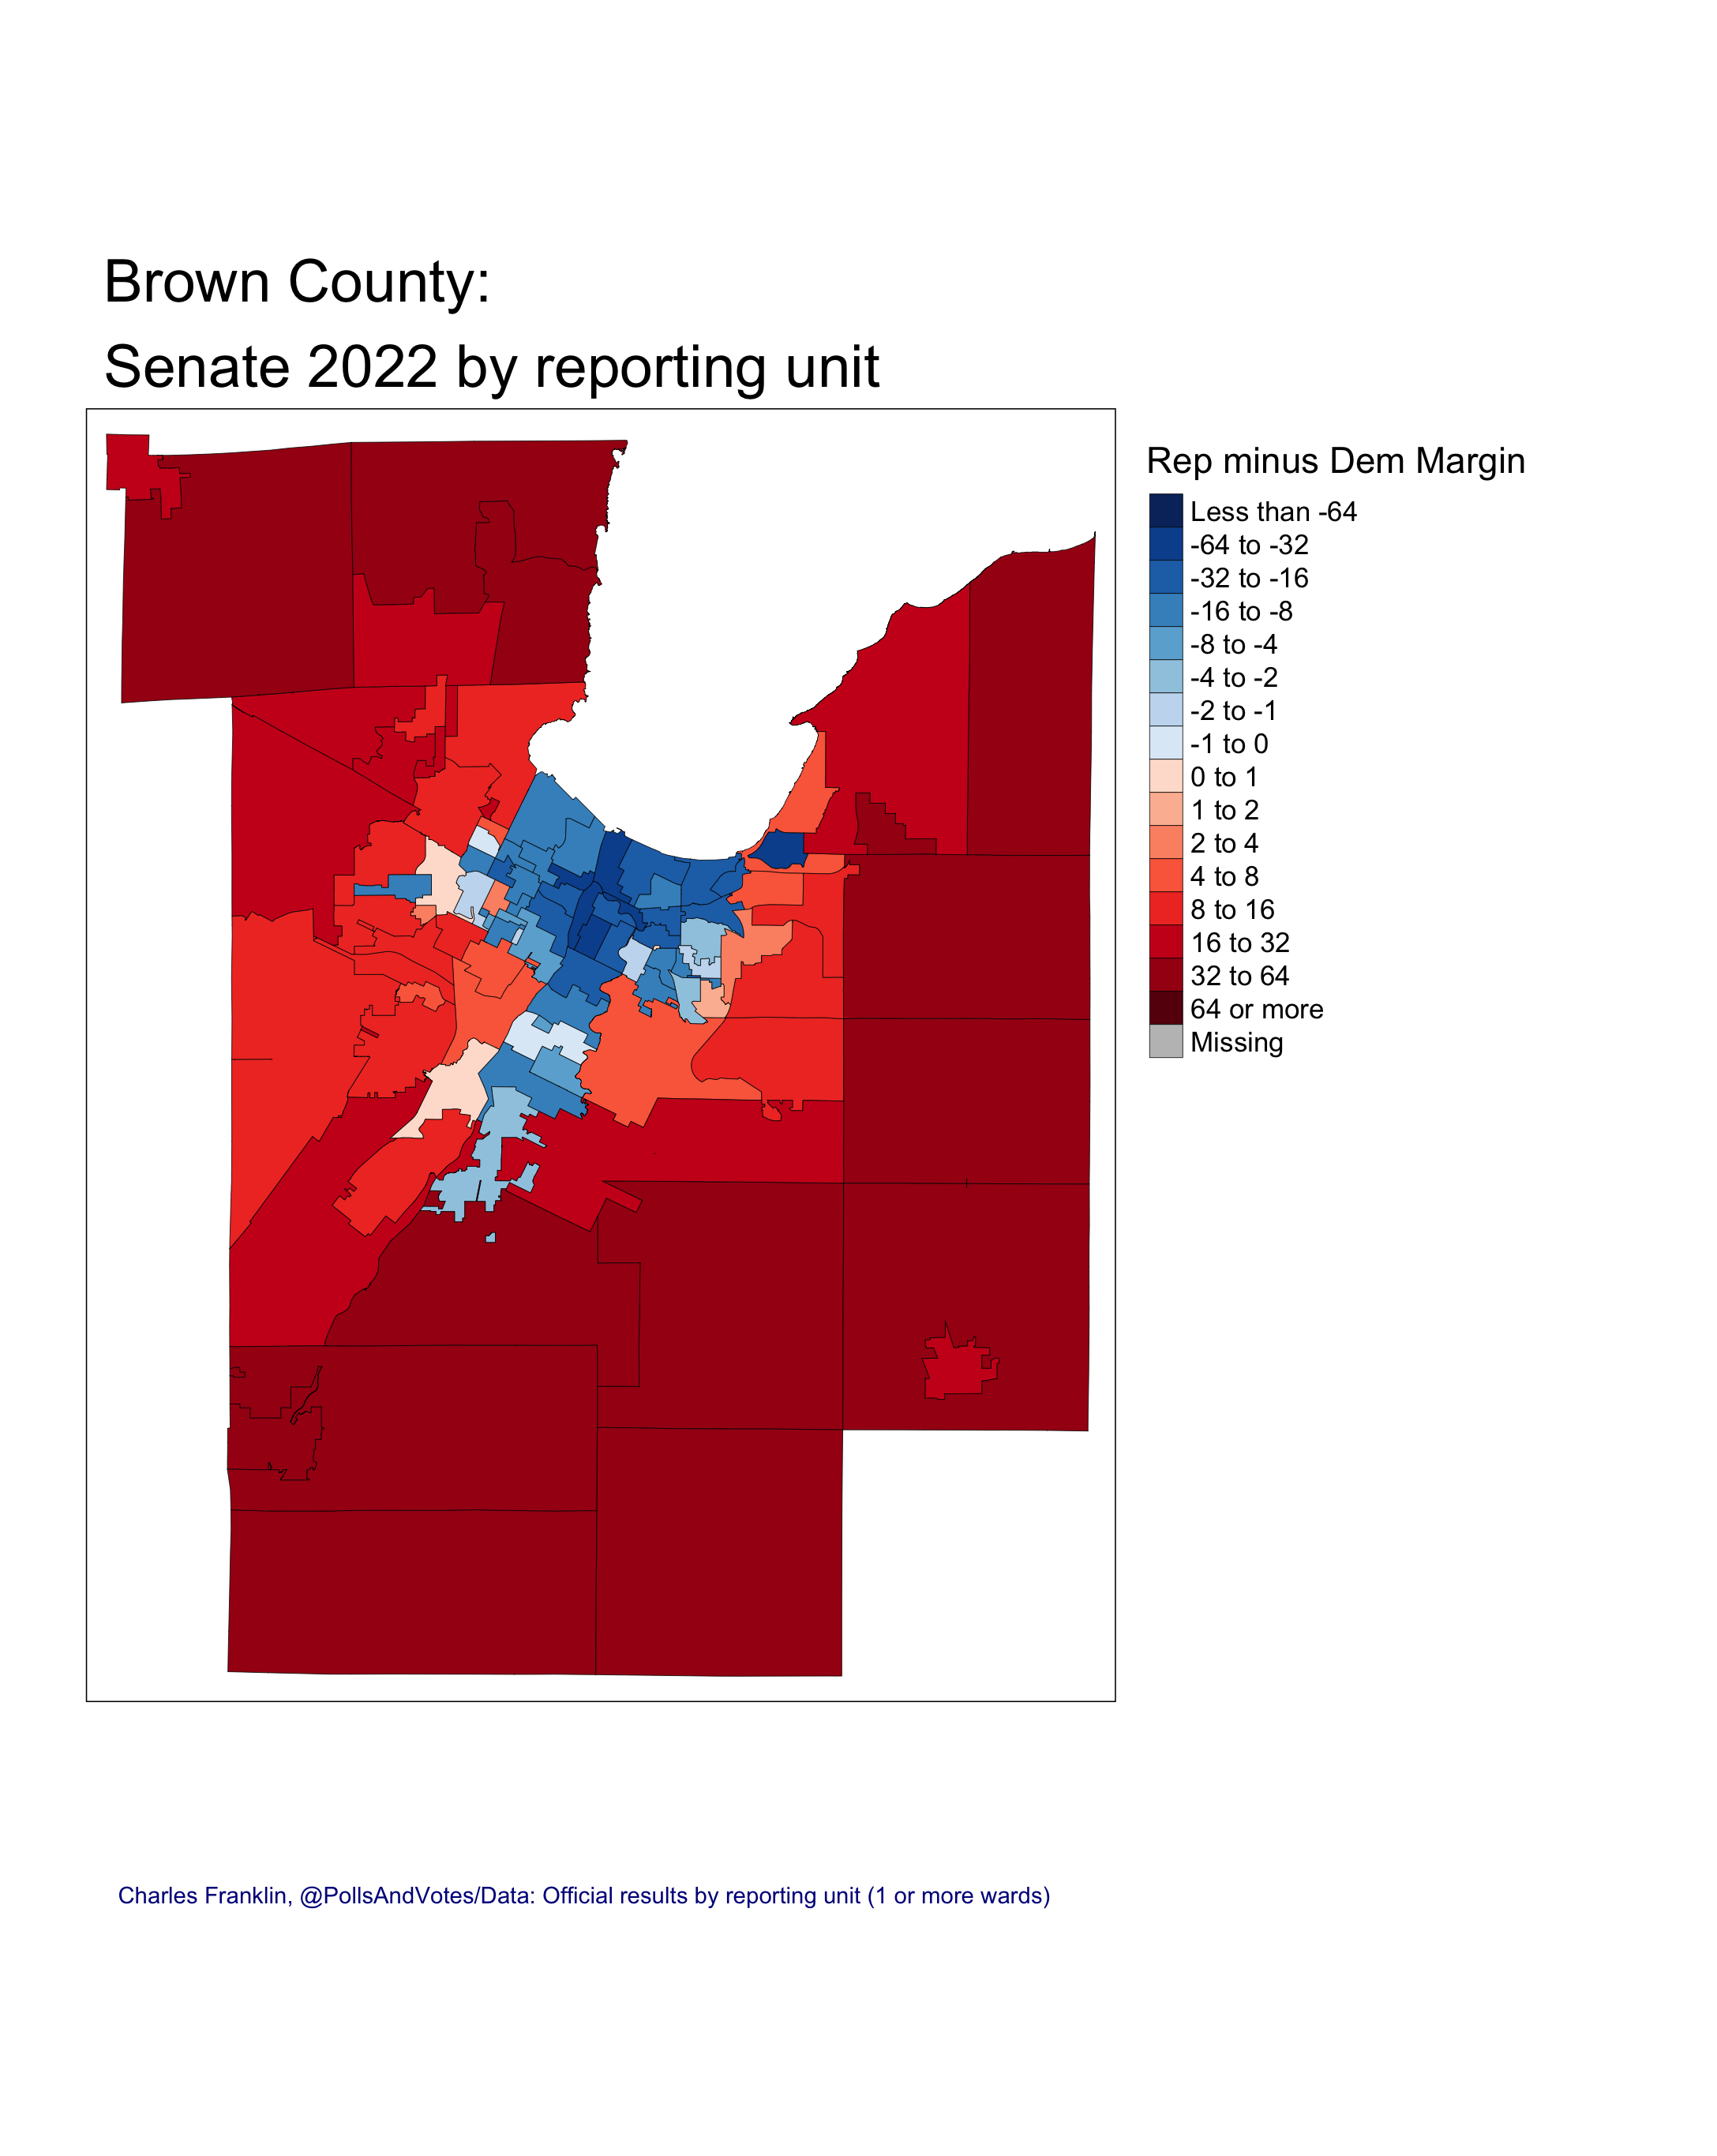 Brown County:
Senate 2022 by reporting unit
Rep minus Dem Margin
Less than -64
-64 to -32
-32 to -16
-16 to -8
-8 to -4
-4 to -2
-2 to -1
-1 to 0
0 to 1
1 to 2
2 to 4
4 to 8
8 to 16
16 to 32
32 to 64
64 or more
Missing
Charles Franklin, @PollsAndVotes/Data: Official results by reporting unit (1 or more wards)